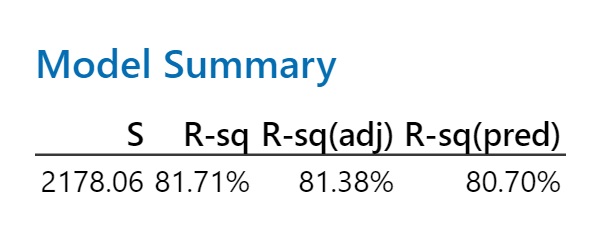 Model Summary
S R-sq R-sq(adj) R-sq(pred)
2178.06 81.71% 81.38% 80.70%